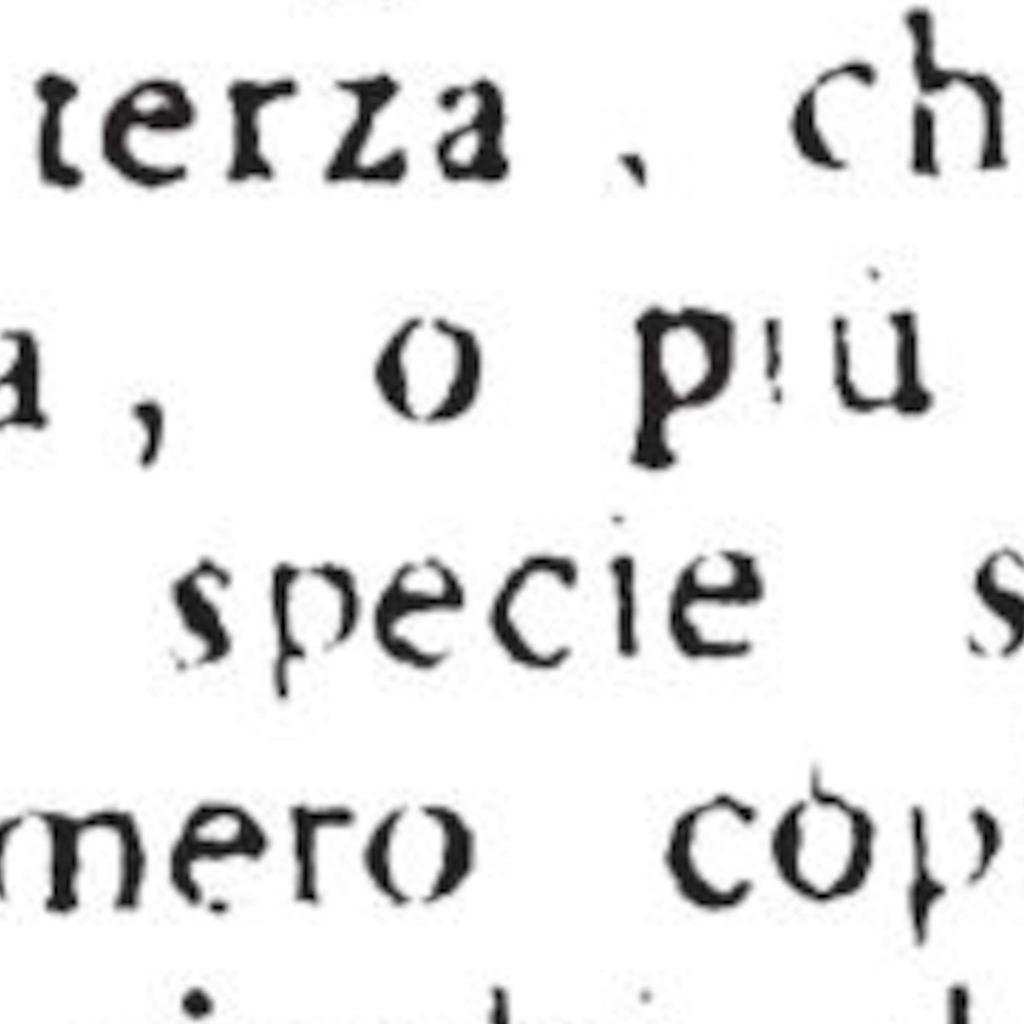 terza, ch
a, o più
specie s
mero cop